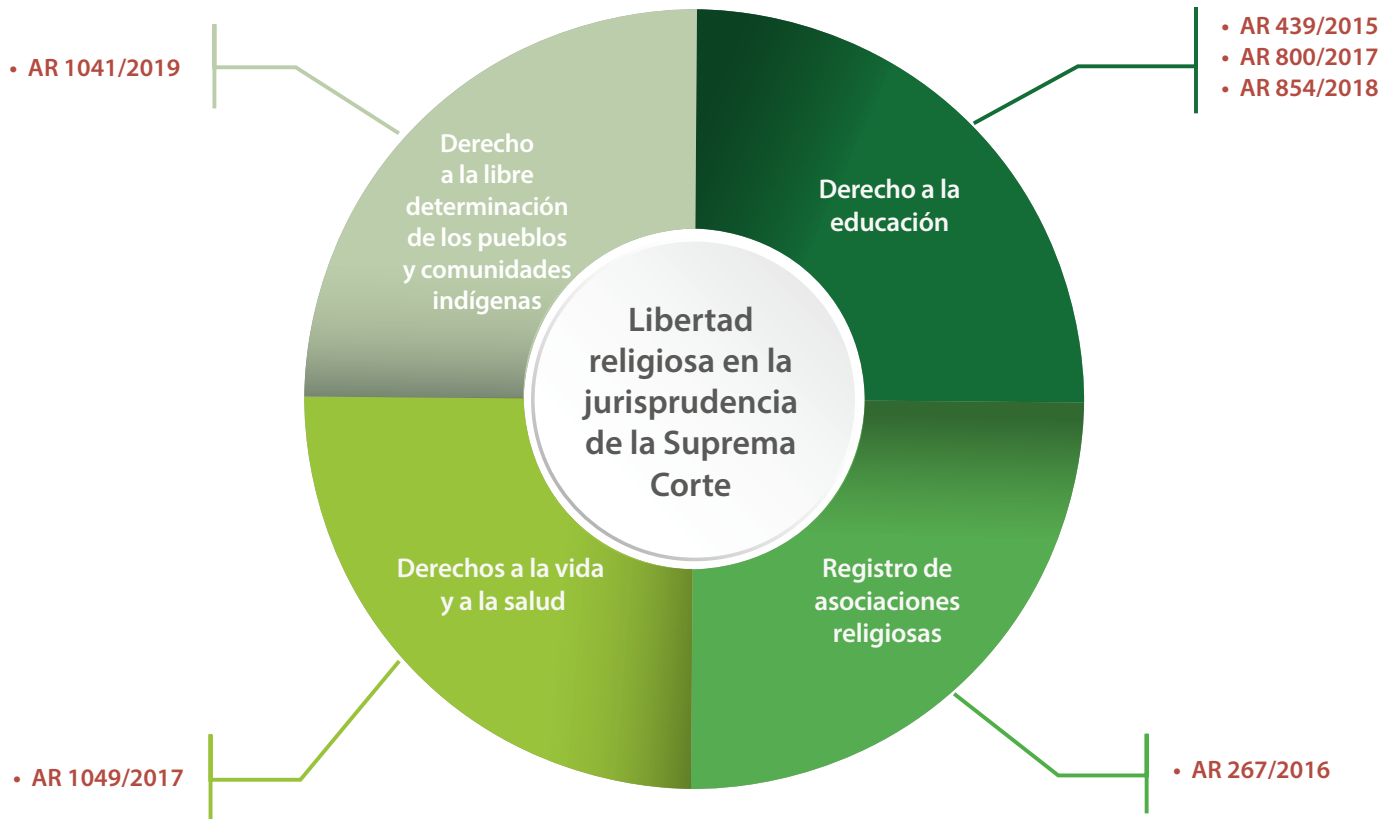 • AR 1041/2019
• AR 439/2015
• AR 800/2017
• AR 854/2018
Derecho
a la libre
determinación
de los pueblos
y comunidades
indígenas
Derecho a la
educación
Libertad
religiosa en la
jurisprudencia
de la Suprema
Corte
Derechos a la vida
y a la salud
Registro de
asociaciones
religiosas
• AR 1049/2017
• AR 267/2016